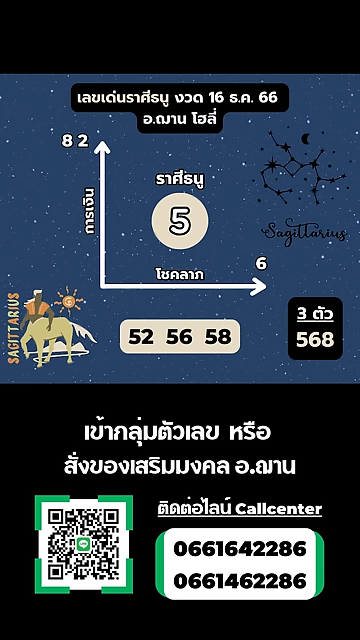 เลขเด่นราศีธนู งวด 16 ธ.ค. 66
อ.ฌาน โฮลี่
8 2
การเงิน
ราศีธนู
5
โชคลาภ
6
Sagittarius
SAGITTARIUS
52 56 58
3 ตัว
568
เข้ากลุ่มตัวเลข หรือ
สั่งของเสริมมงคล อ.ฌาน
ติดต่อไลน์ Callcenter
0661642286
0661462286